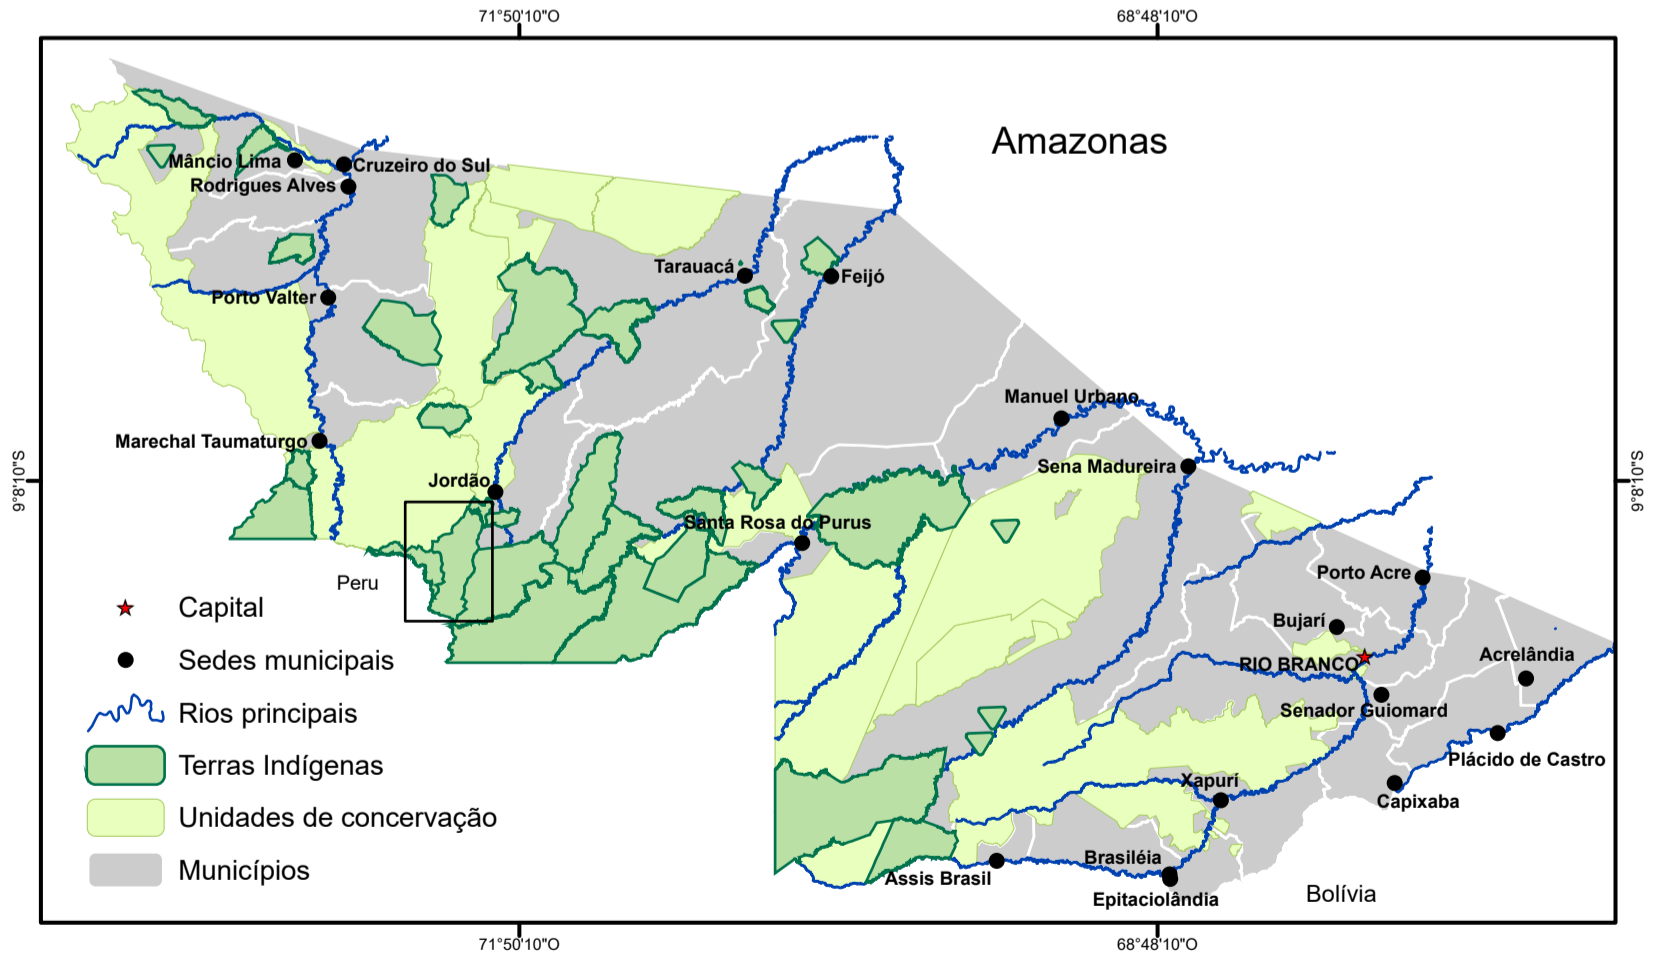 71°50'10"O
68°48'10"O
Amazonas
Mâncio Lima
Cruzeiro do Sul
Rodrigues Alves
Tarauacá
Feijó
Porto Valter
Manuel Urbano
Marechal Taumaturgo
Sena Madureira
Jordão
9°8'10"S
9°8'10"S
Santa Rosa do Purus
Peru
Porto Acre
Capital
Bujarí
Sedes municipais
RIO BRANCO
Acrelândia
Rios principais
Senador Guiomard
Terras Indígenas
Plácido de Castro
Xapurí
Capixaba
Unidades de concervação
Municípios
Brasiléia
Assis Brasil
Epitaciolândia
Bolívia
71°50'10"O
68°48'10"O